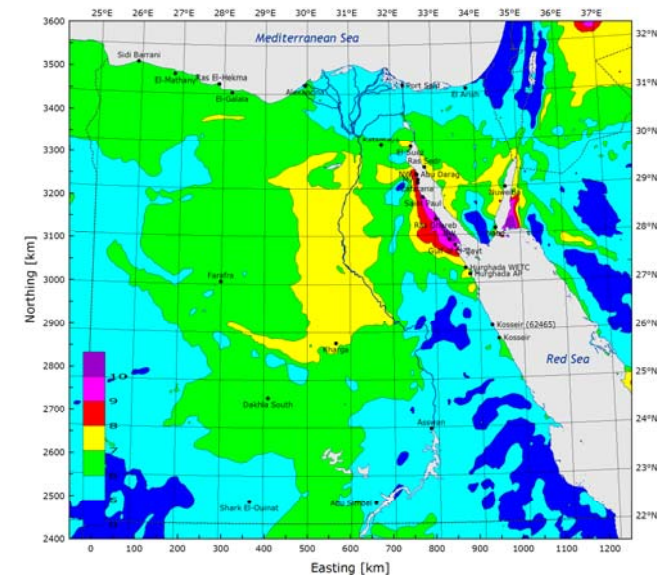 25°E 26°E 27°E 28°E 29°E 30°E 31°E 32°E 33°E 34°E 35°E 36°E 37°E
3600
3500
3400
3300
3200
3100
3000
2900
2800
2700
2600
2500
2400
Northing [km]
32°N
31°N
30°N
29°N
28°N
27°N
26°N
25°N
24°N
23°N
22°N
Mediterranean Sea
Sidi Barrani
El-Mathany
Ras El-Hekma
El-Galala
Port Said
El Arish
El Suez
Ras Sedr
Abu Darag
Saint Paul
Hurghada WETC
Hurghada AP
Farafra
Kosseir (62465)
Kosseir
Kharga
Red Sea
Dakhla South
Asswan
Shark El-Ouinat
Abu Simbel
10
9
8
7
6
5
0 100 200 300 400 500 600 700 800 900 1000 1100 1200
Easting [km]